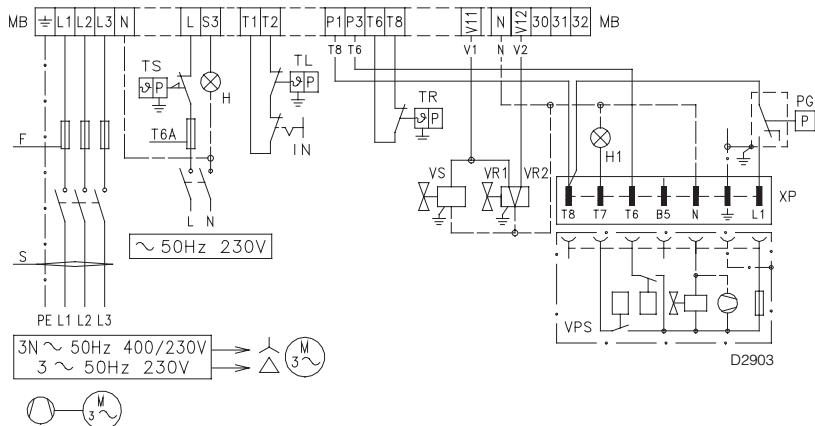 MB L1 L2 L3 N L S3 T1 T2 P1 P3 T6 T8 V11 N V12 30 31 32 MB
T8 T6 V1 N V2
TS P H TL P TR P PG P
F T6A IN H1
VS VR1 VR2
XP
T8 T7 T6 B5 N L1
L N
~ 50Hz 230V
S
VPS
PE L1 L2 L3
D2903
3N ~ 50Hz 400/230V
3 ~ 50Hz 230V
M
3~
M
3~